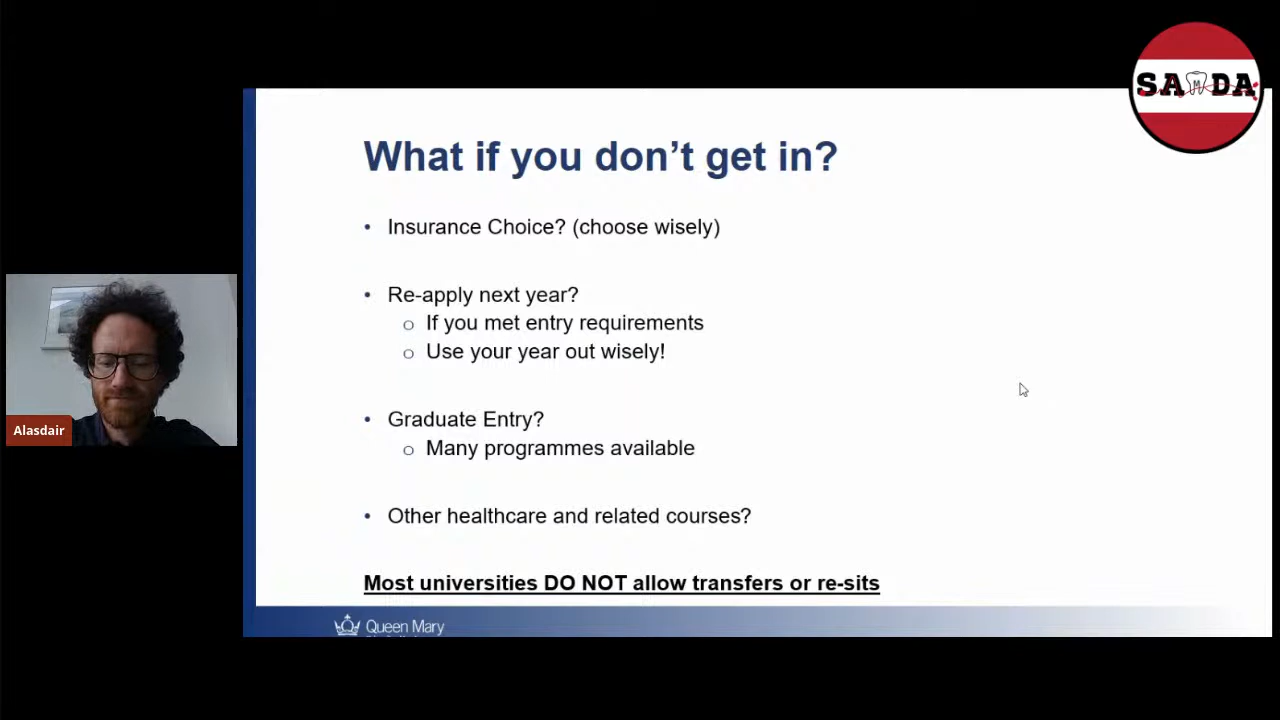 SAMDA
What if you don't get in?
• Insurance Choice? (choose wisely)
• Re-apply next year?
o If you met entry requirements
o Use your year out wisely!
• Graduate Entry?
o Many programmes available
Alasdair
• Other healthcare and related courses?
Most universities DO NOT allow transfers or re-sits
Queen Mary